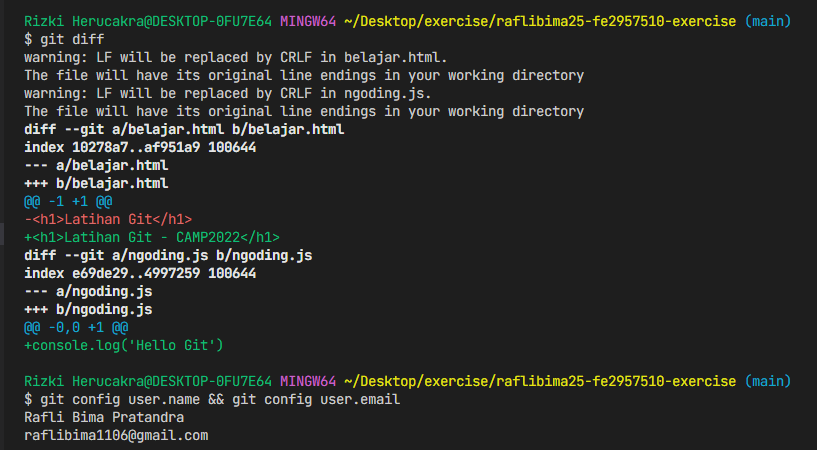 Rizki Herucakra@DESKTOP-0FU7E64 MINGW64 ~/Desktop/exercise/raflibima25-fe2957510-exercise (main)
$ git diff
warning: LF will be replaced by CRLF in belajar.html.
The file will have its original line endings in your working directory
warning: LF will be replaced by CRLF in ngoding.js.
The file will have its original line endings in your working directory
diff --git a/belajar.html b/belajar.html
index 10278a7..af951a9 100644
--- a/belajar.html
+++ b/belajar.html
@@ -1 +1 @@
-<h1>Latihan Git</h1>
+<h1>Latihan Git - CAMP2022</h1>
diff --git a/ngoding.js b/ngoding.js
index e69de29..4997259 100644
--- a/ngoding.js
+++ b/ngoding.js
@@ -0,0 +1 @@
+console.log('Hello Git')
Rizki Herucakra@DESKTOP-0FU7E64 MINGW64 ~/Desktop/exercise/raflibima25-fe2957510-exercise (main)
$ git config user.name && git config user.email
Rafli Bima Pratandra
raflibima1106@gmail.com